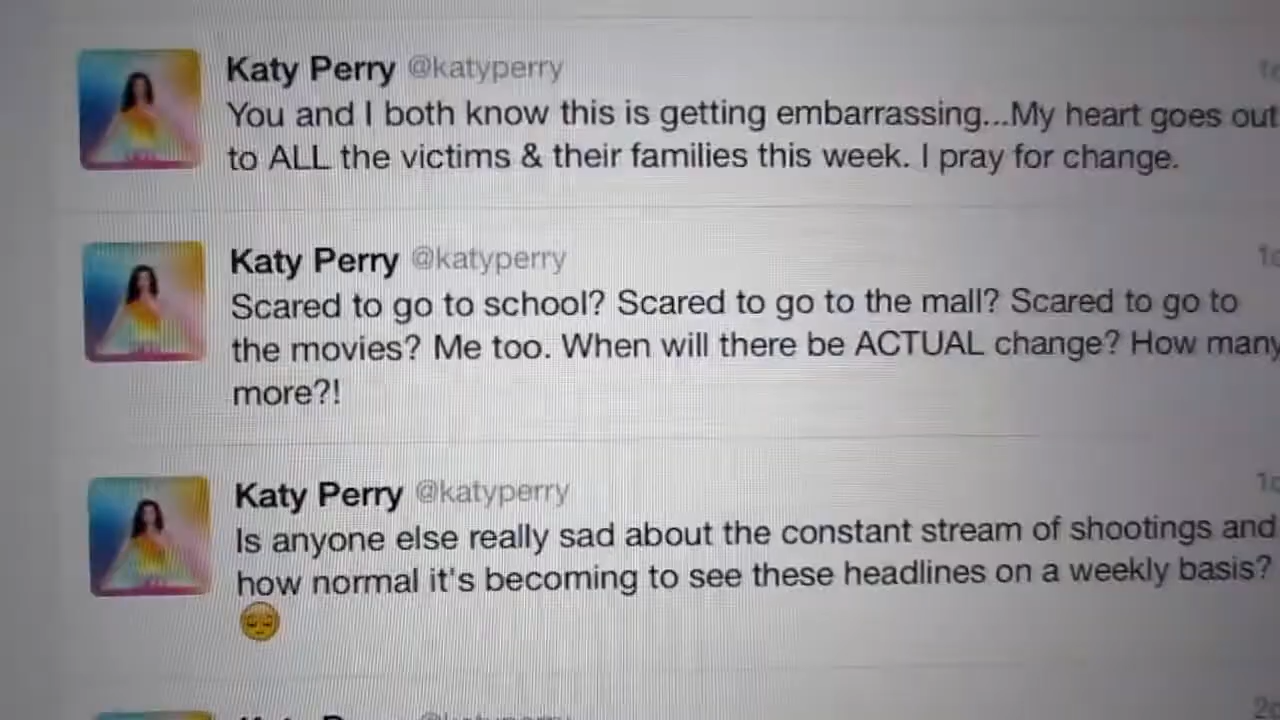 Katy Perry @katyperry
You and I both know this is getting embarrassing...My heart goes out
to ALL the victims & their families this week. I pray for change.
Katy Perry @katyperry
Scared to go to school? Scared to go to the mall? Scared to go to
the movies? Me too. When will there be ACTUAL change? How many
more?!
Katy Perry @katyperry
Is anyone else really sad about the constant stream of shootings and
how normal it's becoming to see these headlines on a weekly basis?